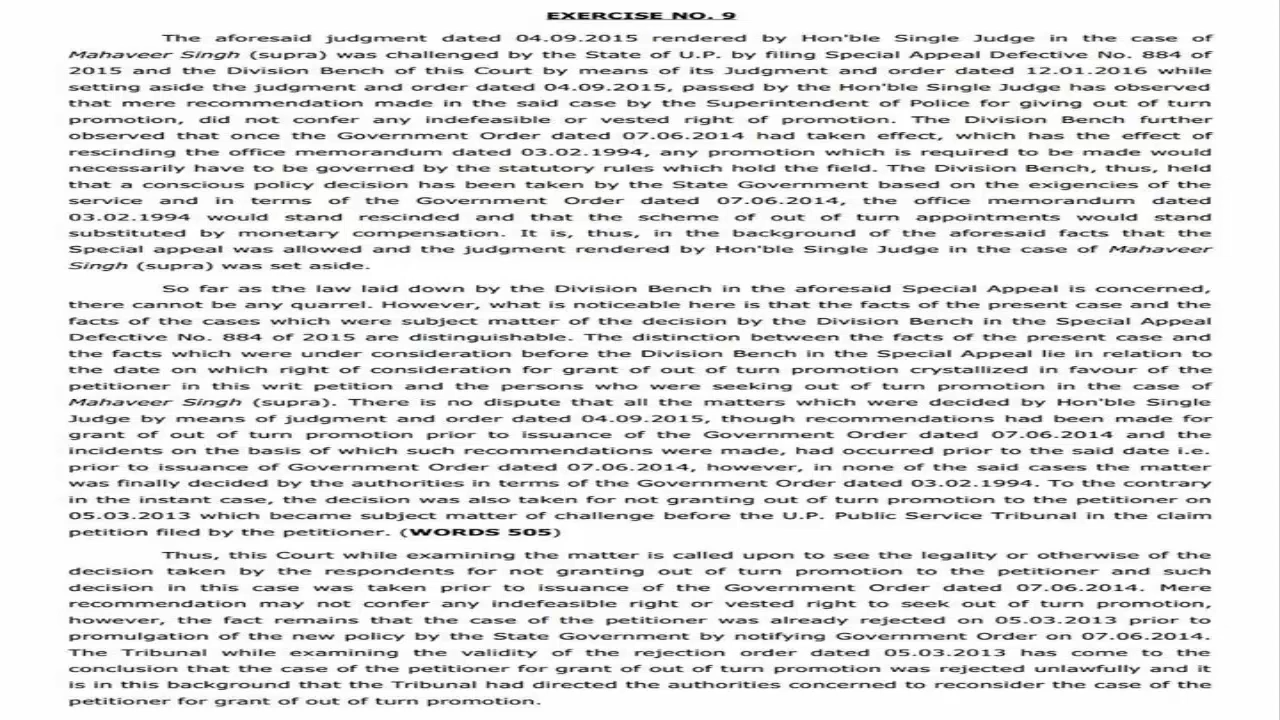 EXERCISE NO. 9
The aforesaid judgment dated 04.09.2015 rendered by Hon'ble Single Judge in the case of
Mahaveer Singh (supra) was challenged by the State of U.P. by filing Special Appeal Defective No. 884 of
2015 and the Division Bench of this Court by means of its Judgment and order dated 12.01.2016 while
setting aside the judgment and order dated 04.09.2015, passed by the Hon'ble Single Judge has observed
that mere recommendation made in the said case by the Superintendent of Police for giving out of turn
promotion, did not confer any indefeasible or vested right of promotion. The Division Bench further
observed that once the Government Order dated 07.06.2014 had taken effect, which has the effect of
rescinding the office memorandum dated 03.02.1994, any promotion which is required to be made would
necessarily have to be governed by the statutory rules which hold the field. The Division Bench, thus, held
that a conscious policy decision has been taken by the State Government based on the exigencies of the
service and in terms of the Government Order dated 07.06.2014, the office memorandum dated
03.02.1994 would stand rescinded and that the scheme of out of turn appointments would stand
substituted by monetary compensation. It is, thus, in the background of the aforesaid facts that the
Special appeal was allowed and the judgment rendered by Hon'ble Single Judge in the case of Mahaveer
Singh (supra) was set aside.
So far as the law laid down by the Division Bench in the aforesaid Special Appeal is concerned,
there cannot be any quarrel. However, what is noticeable here is that the facts of the present case and the
facts of the cases which were subject matter of the decision by the Division Bench in the Special Appeal
Defective No. 884 of 2015 are distinguishable. The distinction between the facts of the present case and
the facts which were under consideration before the Division Bench in the Special Appeal lie in relation to
the date on which right of consideration for grant of out of turn promotion crystallized in favour of the
petitioner in this writ petition and the persons who were seeking out of turn promotion in the case of
Mahaveer Singh (supra). There is no dispute that all the matters which were decided by Hon'ble Single
Judge by means of judgment and order dated 04.09.2015, though recommendations had been made for
grant of out of turn promotion prior to issuance of the Government Order dated 07.06.2014 and the
incidents on the basis of which such recommendations were made, had occurred prior to the said date i.e.
prior to issuance of Government Order dated 07.06.2014, however, in none of the said cases the matter
was finally decided by the authorities in terms of the Government Order dated 03.02.1994. To the contrary
in the instant case, the decision was also taken for not granting out of turn promotion to the petitioner on
05.03.2013 which became subject matter of challenge before the U.P. Public Service Tribunal in the claim
petition filed by the petitioner. (WORDS 505)
Thus, this Court while examining the matter is called upon to see the legality or otherwise of the
decision taken by the respondents for not granting out of turn promotion to the petitioner and such
decision in this case was taken prior to issuance of the Government Order dated 07.06.2014. Mere
recommendation may not confer any indefeasible right or vested right to seek out of turn promotion,
however, the fact remains that the case of the petitioner was already rejected on 05.03.2013 prior to
promulgation of the new policy by the State Government by notifying Government Order on 07.06.2014.
The Tribunal while examining the validity of the rejection order dated 05.03.2013 has come to the
conclusion that the case of the petitioner for grant of out of turn promotion was rejected unlawfully and it
is in this background that the Tribunal had directed the authorities concerned to reconsider the case of the
petitioner for grant of out of turn promotion.